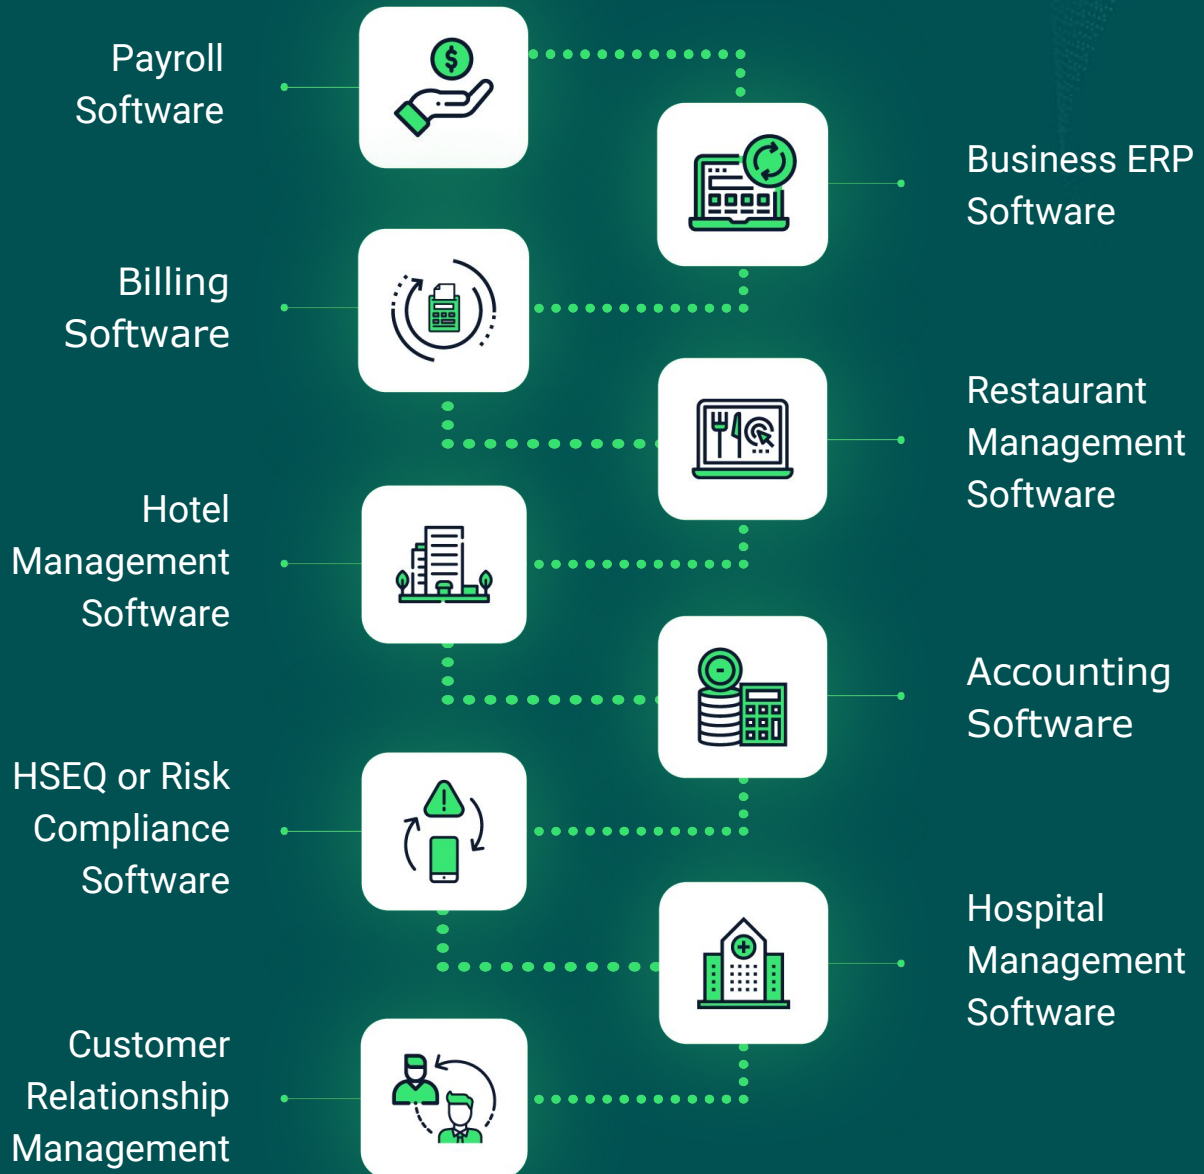 Payroll
Software
Business ERP
Software
Billing
Software
Restaurant
Management
Software
Hotel
Management
Software
Accounting
Software
HSEQ or Risk
Compliance
Software
Hospital
Management
Software
Customer
Relationship
Management